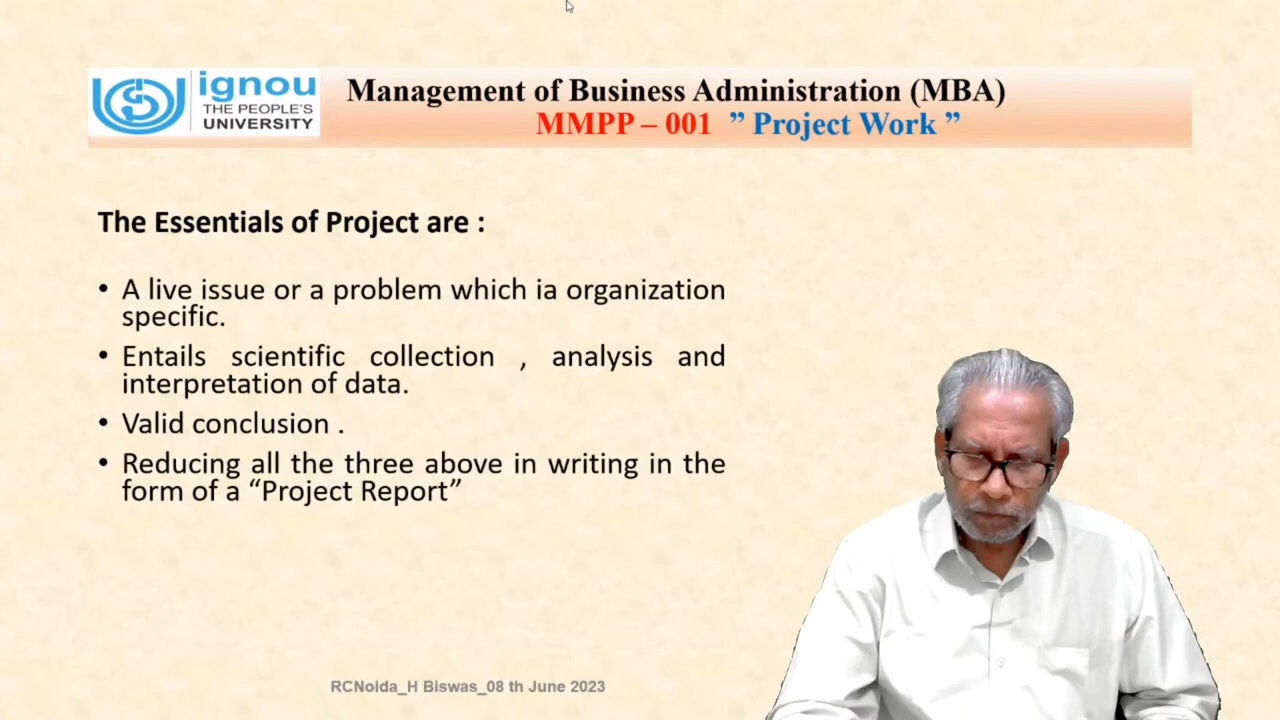 ignou
THE PEOPLE'S
UNIVERSITY
Management of Business Administration (MBA)
MMPP – 001 ” Project Work ”
The Essentials of Project are :
• A live issue or a problem which ia organization
specific.
• Entails scientific collection , analysis and
interpretation of data.
• Valid conclusion .
• Reducing all the three above in writing in the
form of a “Project Report”
RCNoida_H Biswas_08 th June 2023